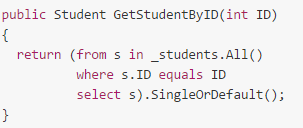 public Student GetStudentByID(int ID)
{
  return (from s in _students.All()
          where s.ID equals ID
          select s).SingleOrDefault();
}